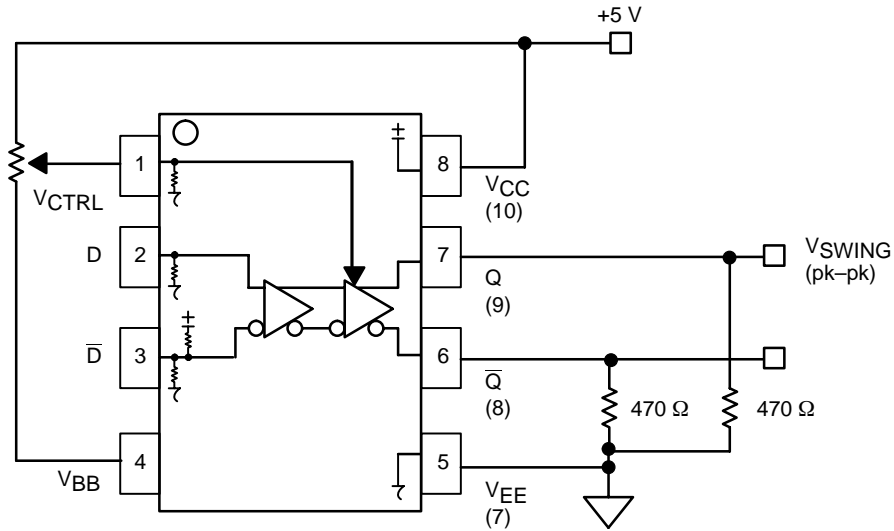 +5 V
1
8
VCTRL
VCC
(10)
D
2
7
VSWING
(pk–pk)
Q
(9)
D̅
3
6
Q̅
(8)
470 Ω
470 Ω
4
5
VBB
VEE
(7)